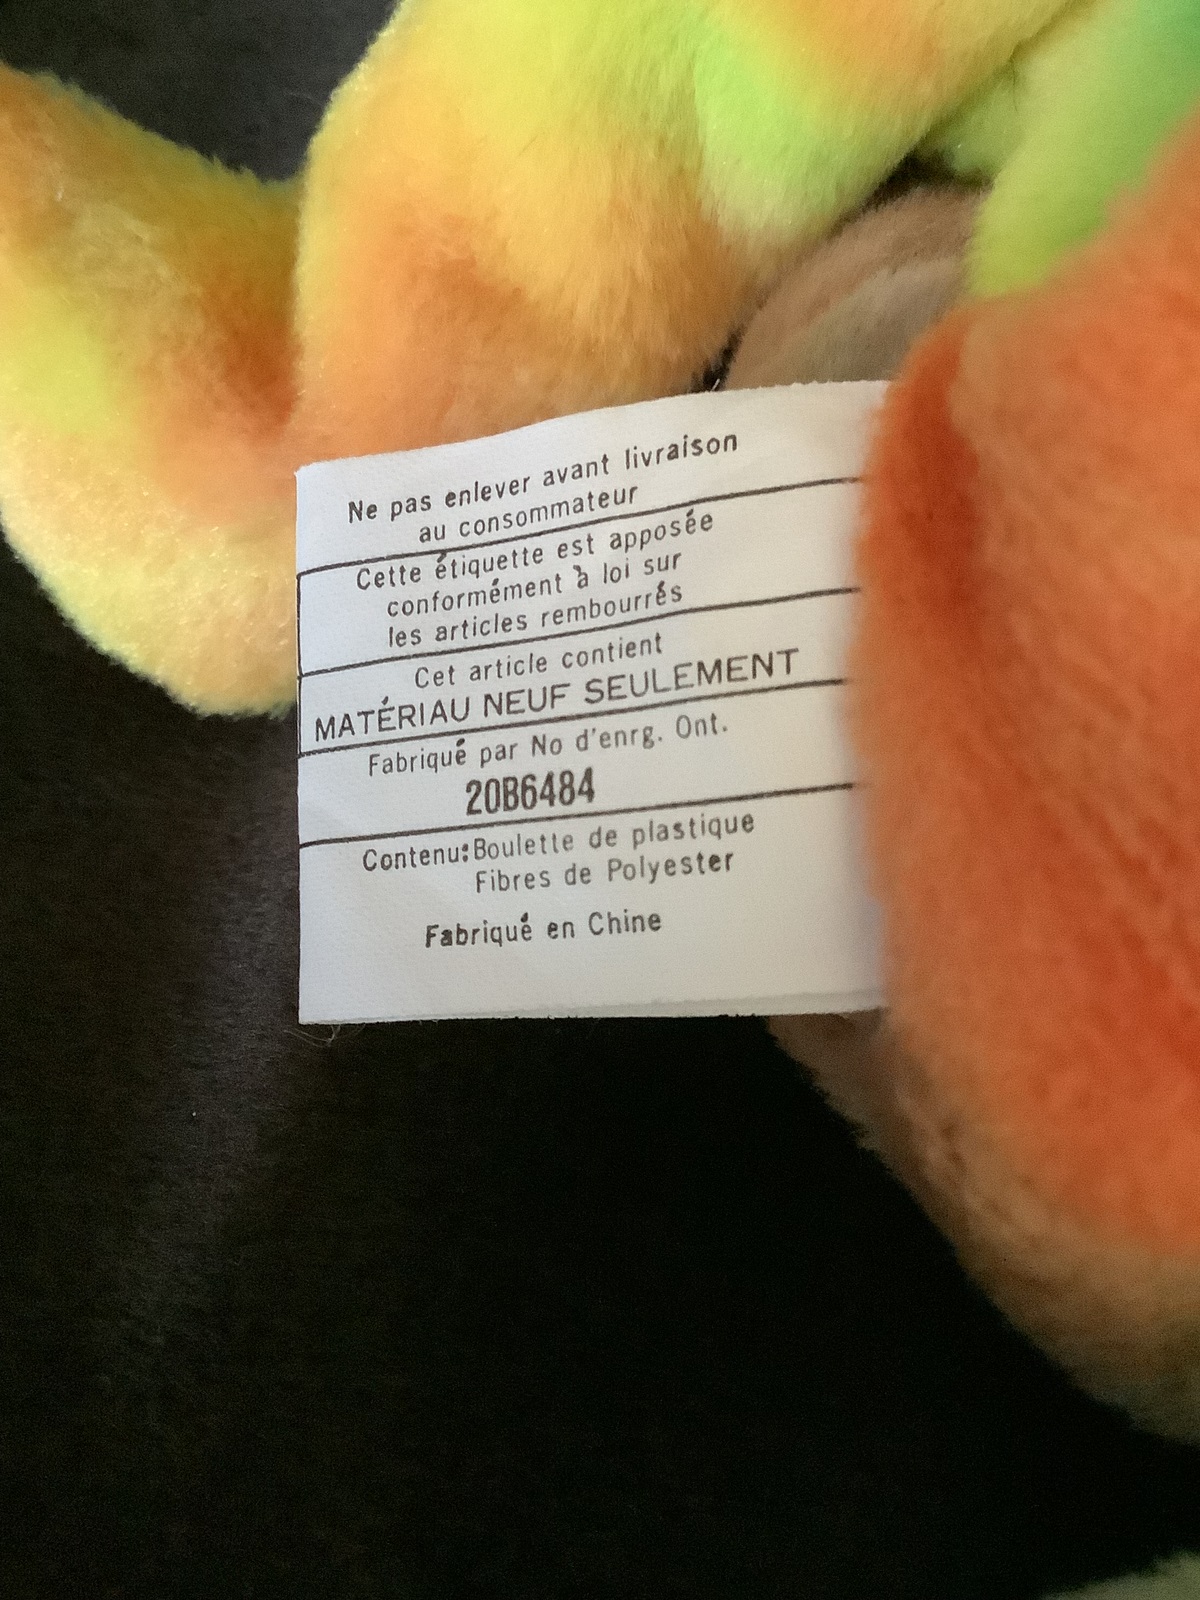 Ne pas enlever avant livraison
au consommateur
Cette étiquette est apposée
conformément à loi sur
les articles rembourrés
Cet article contient
MATÉRIAU NEUF SEULEMENT
Fabriqué par No d'enrg. Ont.
20B6484
Contenu: Boulette de plastique
Fibres de Polyester
Fabriqué en Chine